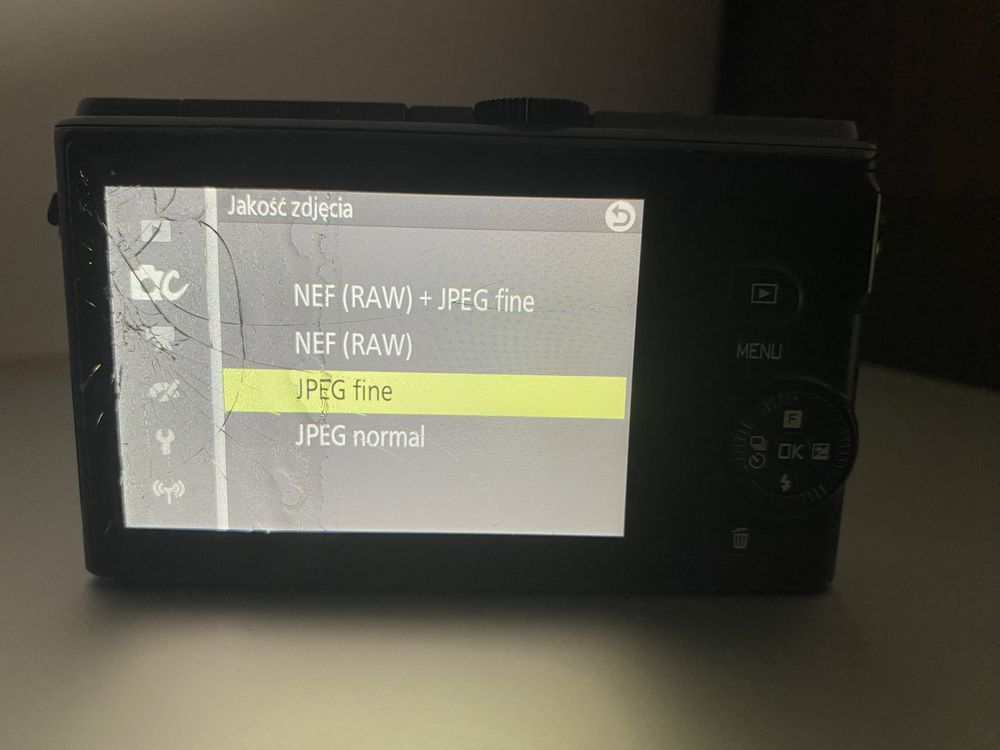 Jakość zdjęcia
NEF (RAW) + JPEG fine
NEF (RAW)
JPEG fine
JPEG normal
MENU
F
OK